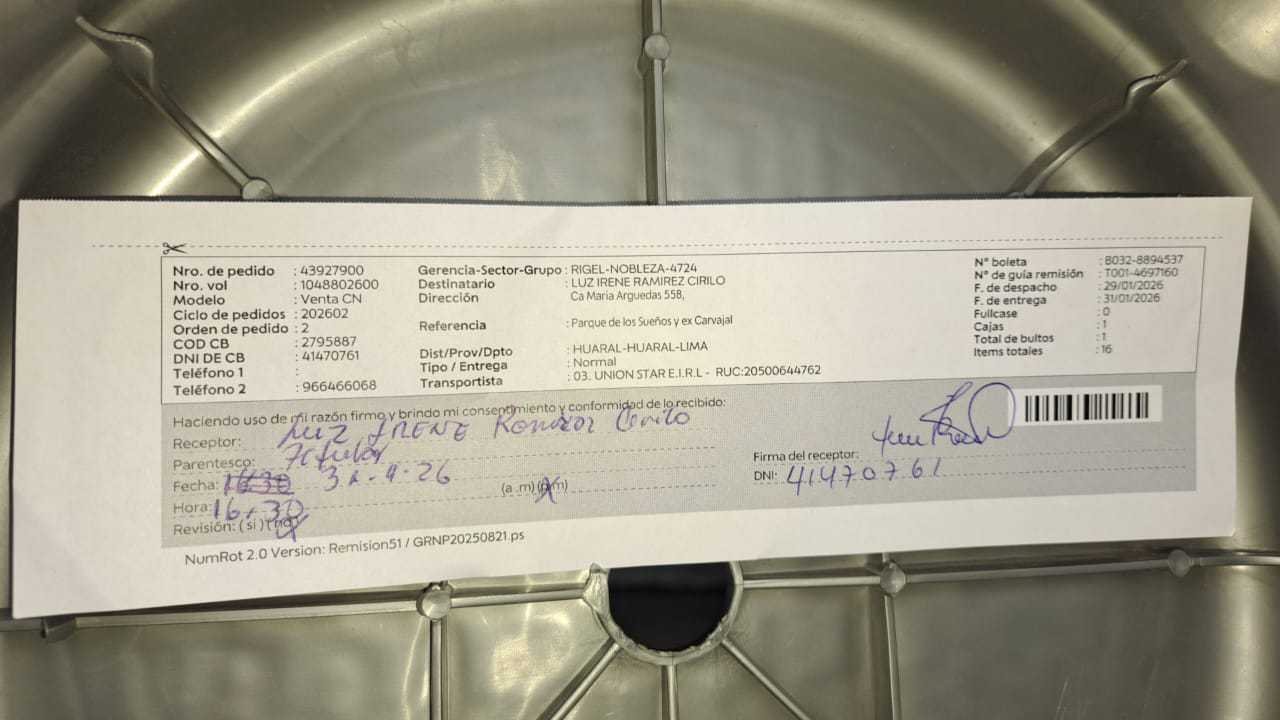 Nro. de pedido : 43927900
Nro. vol : 1048802600
Modelo : Venta CN
Ciclo de pedidos : 202602
Orden de pedido : 2
COD CB : 2795887
DNI DE CB : 41470761
Teléfono 1 :
Teléfono 2 : 966466068
Gerencia-Sector-Grupo : RIGEL-NOBLEZA-4724
Destinatario : LUZ IRENE RAMIREZ CIRILO
Dirección Ca Maria Arguedas 558,
Referencia : Parque de los Sueños y ex Carvajal
Dist/Prov/Dpto : HUARAL-HUARAL-LIMA
Tipo / Entrega : Normal
Transportista : 03. UNION STAR E.I.R.L - RUC:20500644762
N° boleta : B032-8894537
N° de guía remisión : T001-4697160
F. de despacho : 29/01/2026
F. de entrega : 31/01/2026
Fullcase : 0
Cajas : 1
Total de bultos : 1
Items totales : 16
Haciendo uso de mi razón firmo y brindo mi consentimiento y conformidad de lo recibido:
Receptor: Luz IRENE Ramirez Cirilo
Parentesco: Titular
Fecha: 16:30 31-1-26
Hora: 16.30 (a .m) (p.m)
Revisión: ( si ) ( no )
Firma del receptor:
DNI: 41470761
NumRot 2.0 Version: Remision51 / GRNP20250821.ps